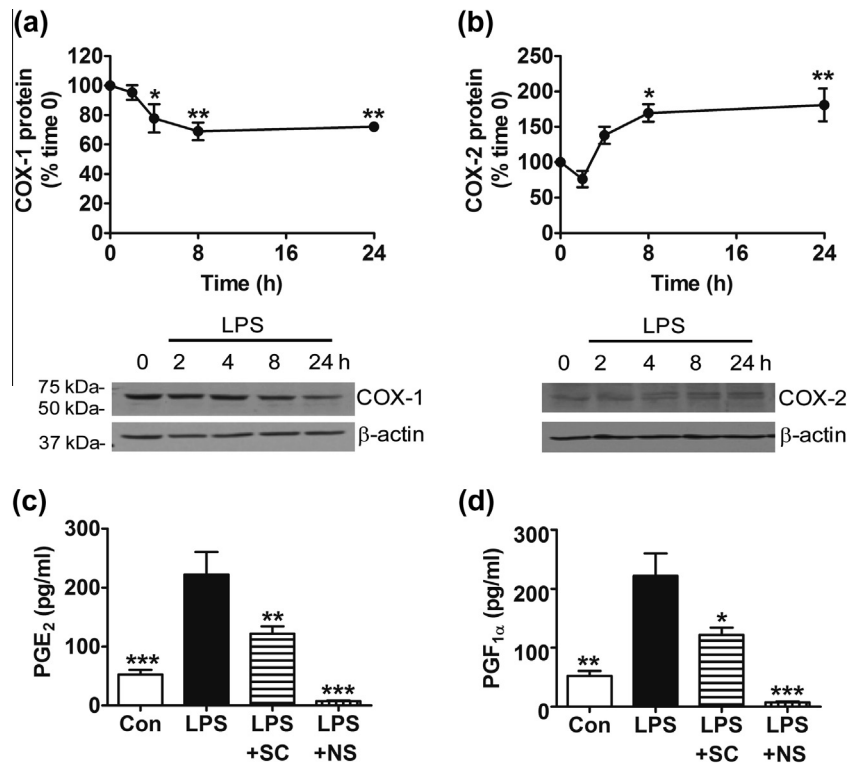 (a)
COX-1 protein
(% time 0)
120
100
80
60
40
20
0
* ** **
0 8 16 24
Time (h)
LPS
0 2 4 8 24 h
75 kDa-
50 kDa-
37 kDa-
COX-1
β-actin
(b)
COX-2 protein
(% time 0)
250
200
150
100
50
0
* **
0 8 16 24
Time (h)
LPS
0 2 4 8 24 h
COX-2
β-actin
(c)
PGE2 (pg/ml)
300
200
100
0
*** ** ***
Con LPS LPS LPS
+SC +NS
(d)
PGF1α (pg/ml)
300
200
100
0
** * ***
Con LPS LPS LPS
+SC +NS